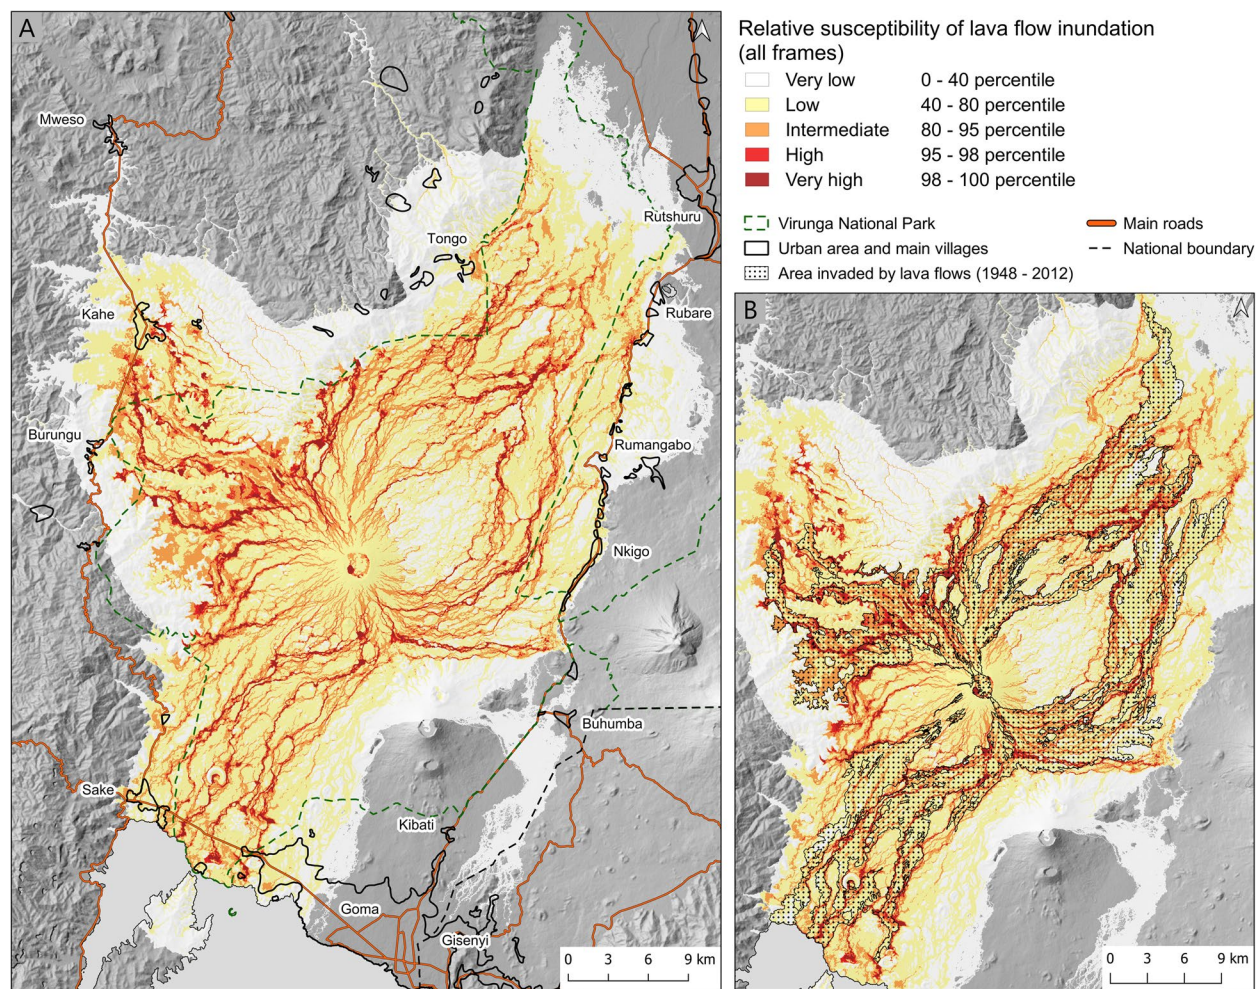 A
Mweso
Rutshuru
Tongo
Kahe
Rubare
Burungu
Rumangabo
Nkigo
Buhumba
Sake
Kibati
Goma
Gisenyi
0 3 6 9 km
Relative susceptibility of lava flow inundation
(all frames)
Very low 0 - 40 percentile
Low 40 - 80 percentile
Intermediate 80 - 95 percentile
High 95 - 98 percentile
Very high 98 - 100 percentile
Virunga National Park Main roads
Urban area and main villages National boundary
Area invaded by lava flows (1948 - 2012)
B
0 3 6 9 km